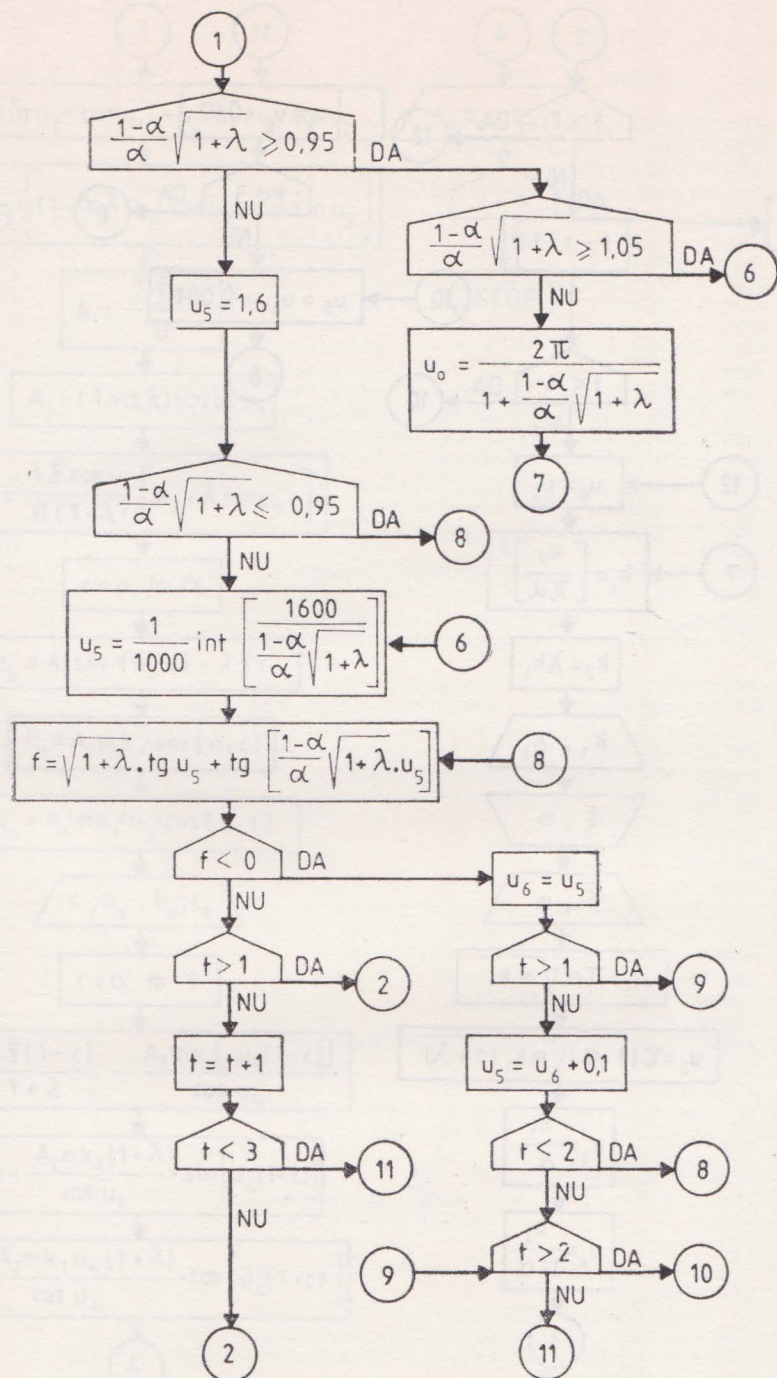 1
(1-α)/α √(1+λ) ⩾ 0,95 DA
NU
(1-α)/α √(1+λ) ⩾ 1,05 DA 6
NU
u₅ = 1,6
u₀ = 2π / (1 + (1-α)/α √(1+λ))
7
(1-α)/α √(1+λ) ⩽ 0,95 DA 8
NU
u₅ = 1/1000 int [1600 / ((1-α)/α √(1+λ))] 6
f = √(1+λ) . tg u₅ + tg [(1-α)/α √(1+λ) . u₅] 8
f < 0 DA
NU
u₆ = u₅
t > 1 DA 2
NU
t > 1 DA 9
NU
t = t+1
u₅ = u₆ + 0,1
t < 3 DA 11
NU
t < 2 DA 8
NU
9 t > 2 DA 10
NU
2
11